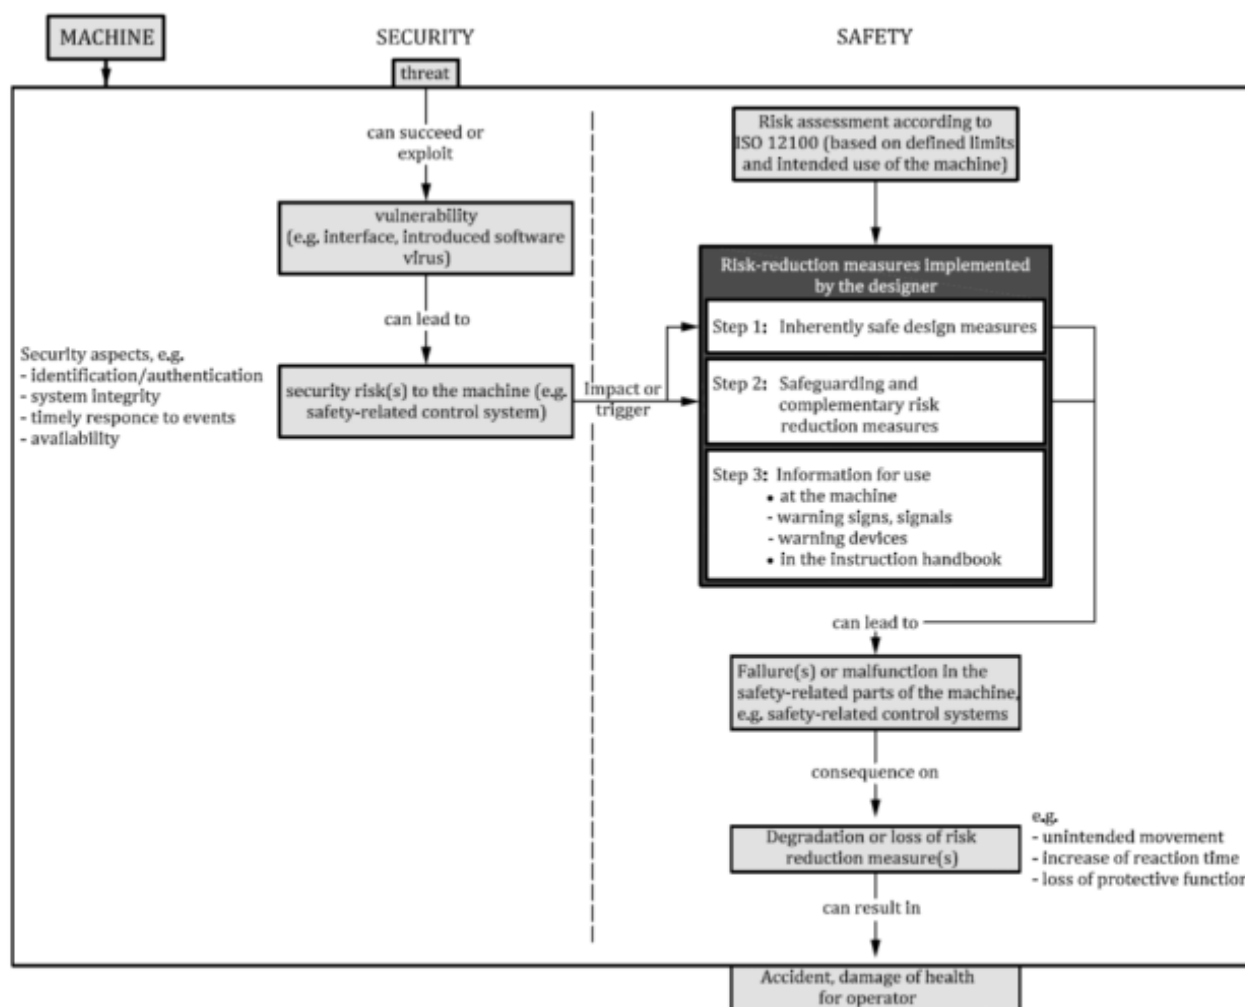 MACHINE
SECURITY
SAFETY
threat
can succeed or
exploit
vulnerability
(e.g. interface, introduced software
virus)
can lead to
Security aspects, e.g.
- identification/authentication
- system integrity
- timely responce to events
- availability
security risk(s) to the machine (e.g.
safety-related control system)
Impact or
trigger
Risk assessment according to
ISO 12100 (based on defined limits
and intended use of the machine)
Risk-reduction measures implemented
by the designer
Step 1: Inherently safe design measures
Step 2: Safeguarding and
complementary risk
reduction measures
Step 3: Information for use
• at the machine
- warning signs, signals
- warning devices
• in the instruction handbook
can lead to
Failure(s) or malfunction in the
safety-related parts of the machine,
e.g. safety-related control systems
consequence on
Degradation or loss of risk
reduction measure(s)
e.g.
- unintended movement
- increase of reaction time
- loss of protective function
can result in
Accident, damage of health
for operator